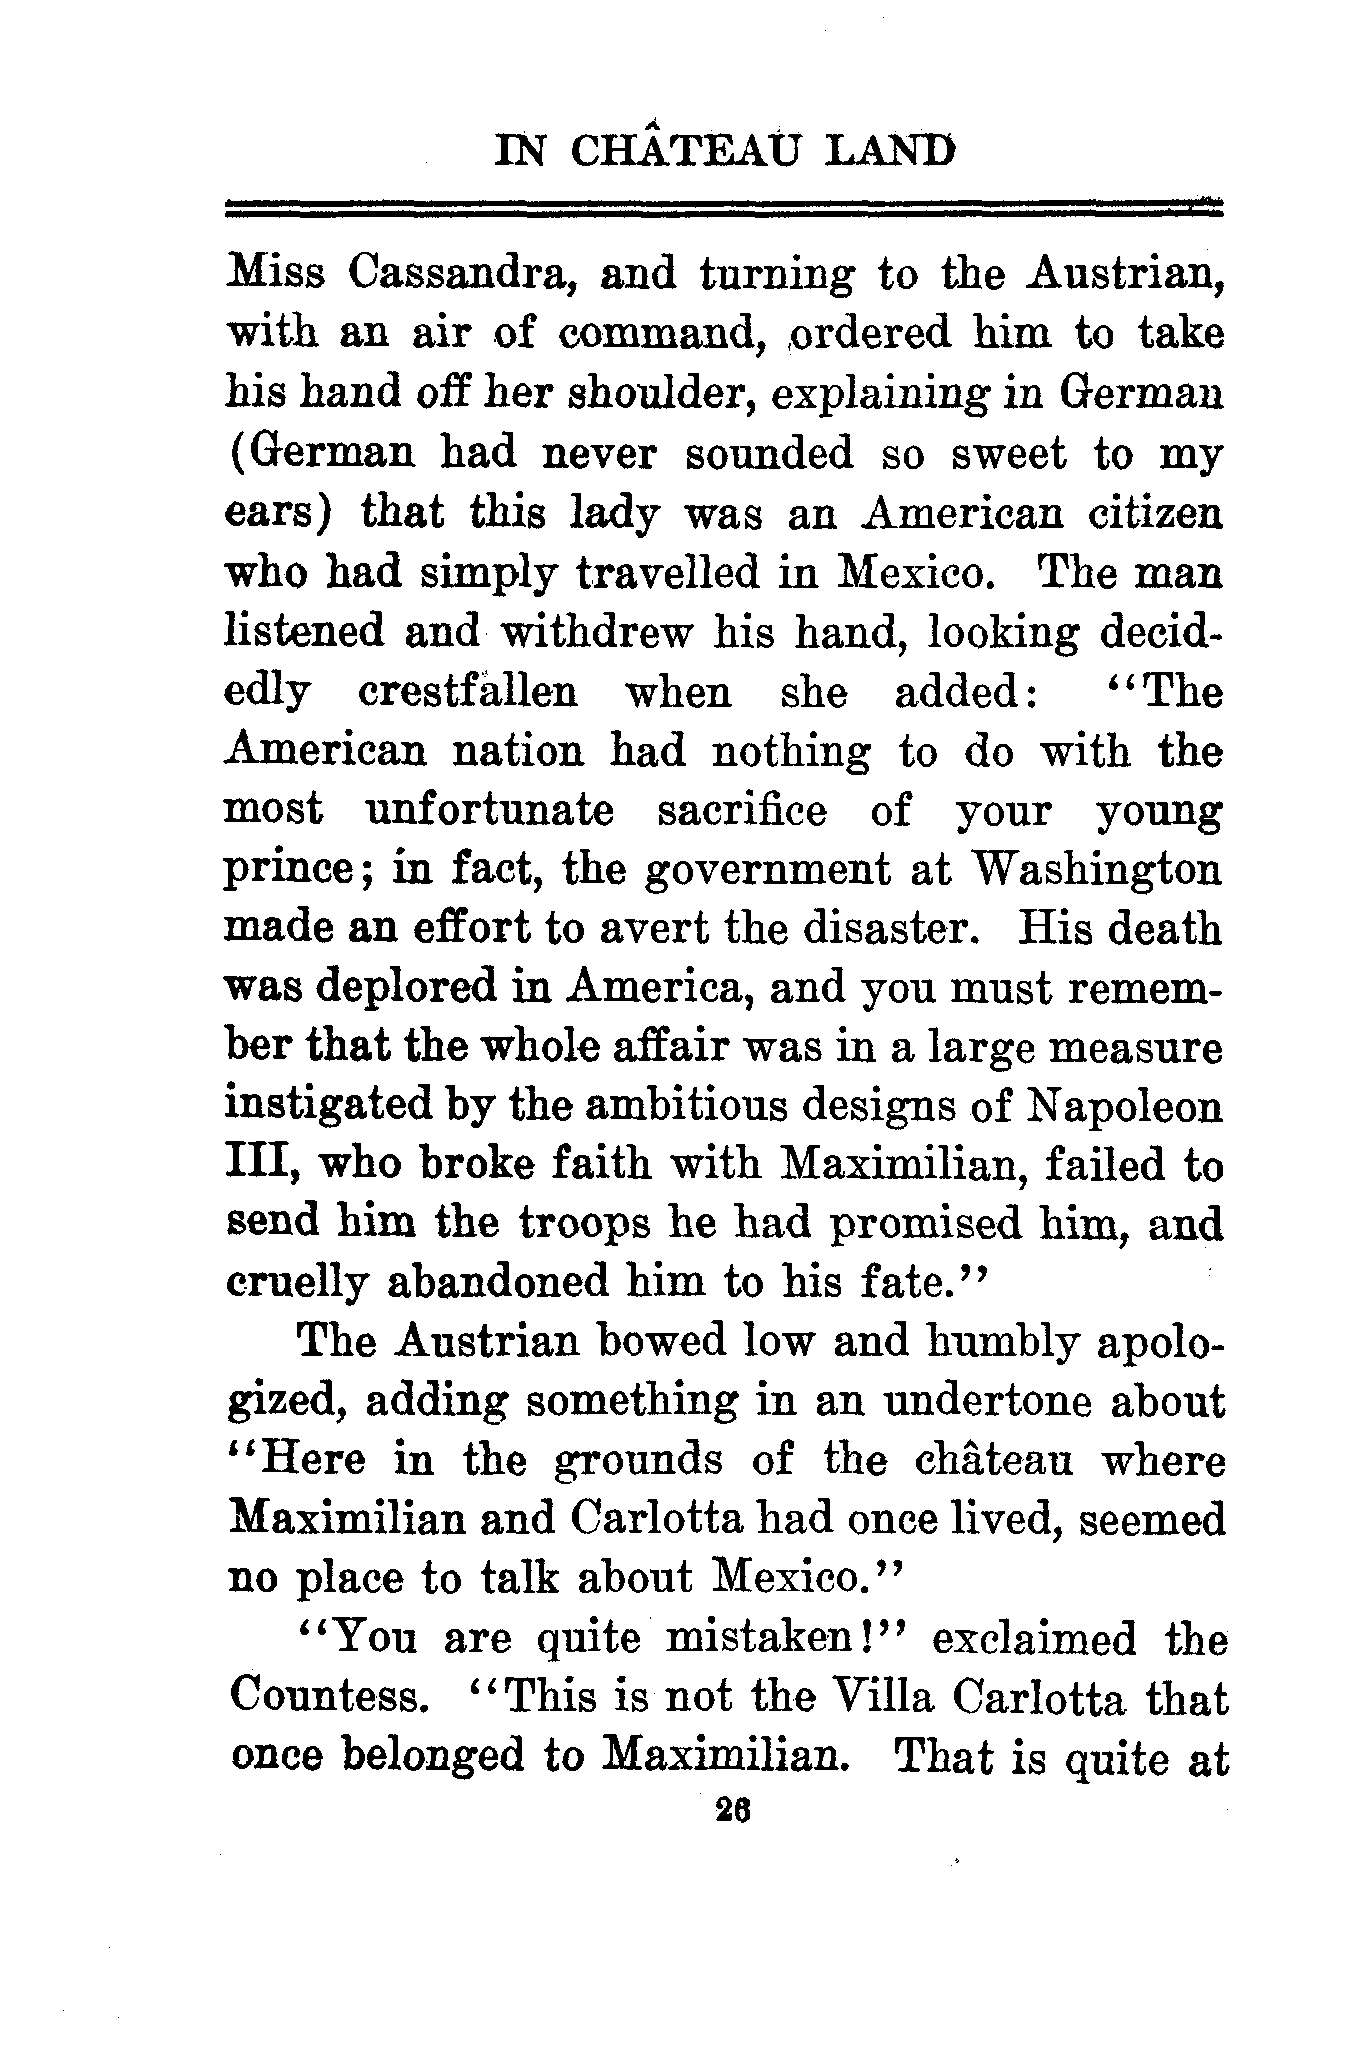 IN CHÂTEAU LAND
Miss Cassandra, and turning to the Austrian,
with an air of command, ordered him to take
his hand off her shoulder, explaining in German
(German had never sounded so sweet to my
ears) that this lady was an American citizen
who had simply travelled in Mexico. The man
listened and withdrew his hand, looking decid-
edly crestfallen when she added: "The
American nation had nothing to do with the
most unfortunate sacrifice of your young
prince; in fact, the government at Washington
made an effort to avert the disaster. His death
was deplored in America, and you must remem-
ber that the whole affair was in a large measure
instigated by the ambitious designs of Napoleon
III, who broke faith with Maximilian, failed to
send him the troops he had promised him, and
cruelly abandoned him to his fate."
The Austrian bowed low and humbly apolo-
gized, adding something in an undertone about
"Here in the grounds of the château where
Maximilian and Carlotta had once lived, seemed
no place to talk about Mexico."
"You are quite mistaken!" exclaimed the
Countess. "This is not the Villa Carlotta that
once belonged to Maximilian. That is quite at
26